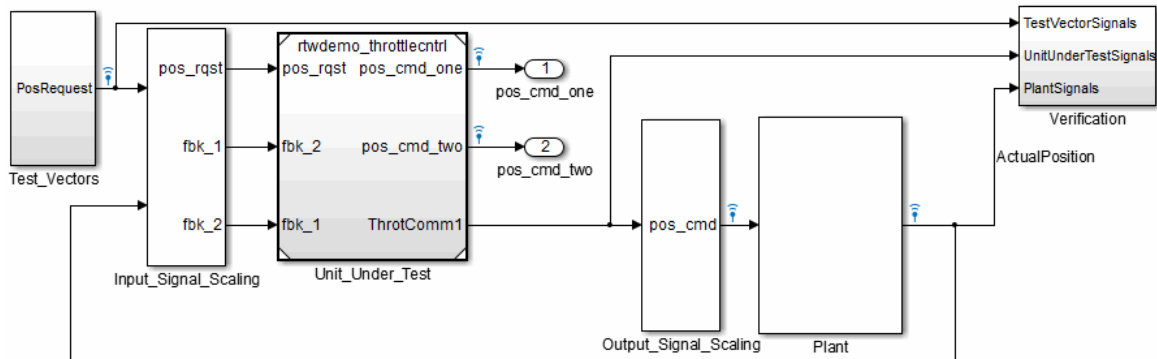 PosRequest
Test_Vectors
pos_rqst
fbk_1
fbk_2
Input_Signal_Scaling
rtwdemo_throttlecntrl
pos_rqst pos_cmd_one
fbk_2 pos_cmd_two
fbk_1 ThrotComm1
Unit_Under_Test
1
pos_cmd_one
2
pos_cmd_two
pos_cmd
Output_Signal_Scaling
Plant
ActualPosition
TestVectorSignals
UnitUnderTestSignals
PlantSignals
Verification